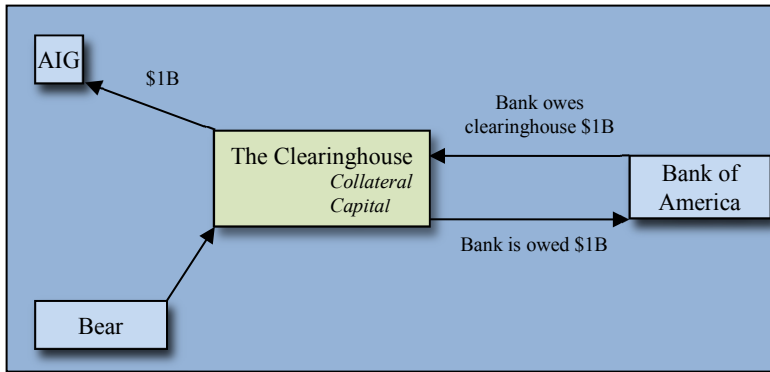 AIG
$1B
Bank owes
clearinghouse $1B
The Clearinghouse
Collateral
Capital
Bank of
America
Bank is owed $1B
Bear